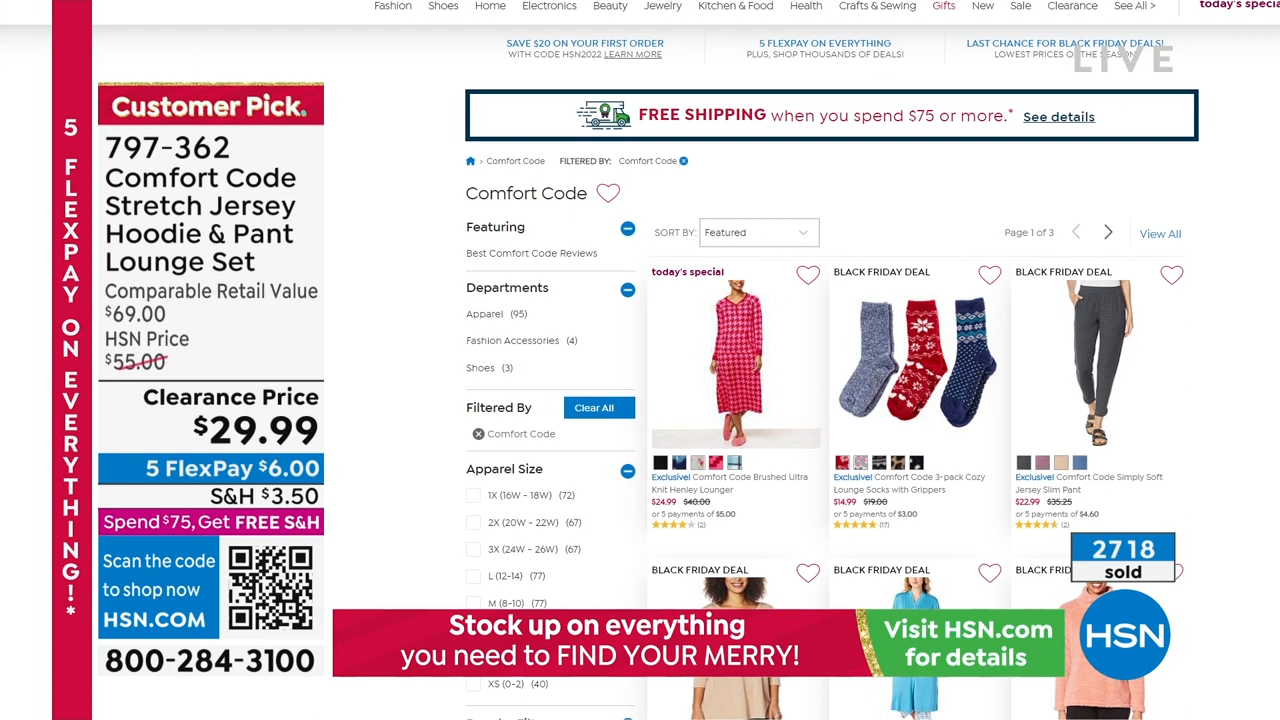 Fashion Shoes Home Electronics Beauty Jewelry Kitchen & Food Health Crafts & Sewing Gifts New Sale Clearance See All >
today's
SAVE $20 ON YOUR FIRST ORDER
WITH CODE HSN2022 LEARN MORE
5 FLEXPAY ON EVERYTHING
PLUS, SHOP THOUSANDS OF DEALS!
LAST CHANCE FOR BLACK FRIDAY DEALS!
LOWEST PRICES OF THE SEASON
LIVE
5 FLEXPAY ON EVERYTHING!*
Customer Pick.
797-362
Comfort Code
Stretch Jersey
Hoodie & Pant
Lounge Set
Comparable Retail Value
$69.00
HSN Price
$55.00
Clearance Price
$29.99
5 FlexPay $6.00
S&H $3.50
Spend $75, Get FREE S&H
Scan the code
to shop now
HSN.COM
800-284-3100
FREE SHIPPING when you spend $75 or more.* See details
> Comfort Code FILTERED BY: Comfort Code
Comfort Code
Featuring
Best Comfort Code Reviews
Departments
Apparel (95)
Fashion Accessories (4)
Shoes (3)
Filtered By Clear All
Comfort Code
Apparel Size
1X (16W - 18W) (72)
2X (20W - 22W) (67)
3X (24W - 26W) (67)
L (12-14) (77)
M (8-10) (77)
XS (0-2) (40)
SORT BY: Featured
Page 1 of 3
View All
today's special
Exclusive! Comfort Code Brushed Ultra
Knit Henley Lounger
$24.99 $40.00
or 5 payments of $5.00
(2)
BLACK FRIDAY DEAL
Exclusive! Comfort Code 3-pack Cozy
Lounge Socks with Grippers
$14.99 $19.00
or 5 payments of $3.00
(17)
BLACK FRIDAY DEAL
Exclusive! Comfort Code Simply Soft
Jersey Slim Pant
$22.99 $35.25
or 5 payments of $4.60
(2)
BLACK FRIDAY DEAL
BLACK FRIDAY DEAL
BLACK
2718
sold
Stock up on everything
you need to FIND YOUR MERRY!
Visit HSN.com
for details
HSN